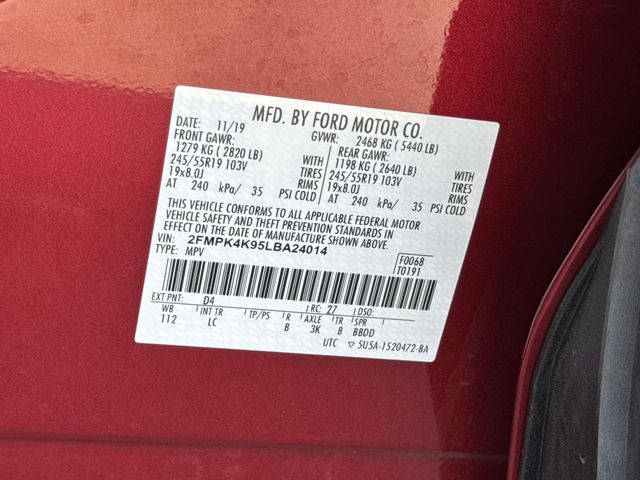 MFD. BY FORD MOTOR CO.
DATE: 11/19 GVWR: 2468 KG ( 5440 LB)
FRONT GAWR: REAR GAWR:
1279 KG ( 2820 LB) WITH 1198 KG ( 2640 LB) WITH
245/55R19 103V TIRES 245/55R19 103V TIRES
19x8.0J RIMS 19x8.0J RIMS
AT 240 kPa/ 35 PSI COLD AT 240 kPa/ 35 PSI COLD
THIS VEHICLE CONFORMS TO ALL APPLICABLE FEDERAL MOTOR
VEHICLE SAFETY AND THEFT PREVENTION STANDARDS IN
EFFECT ON THE DATE OF MANUFACTURE SHOWN ABOVE.
VIN: 2FMPK4K95LBA24014 F0068
TYPE: MPV T0191
EXT PNT: D4 RC: 27 DSO:
WB INT TR TP/PS R AXLE TR SPR
112 LC B 3K 8 BBDD
UTC ▽ 5U5A-1520472-BA